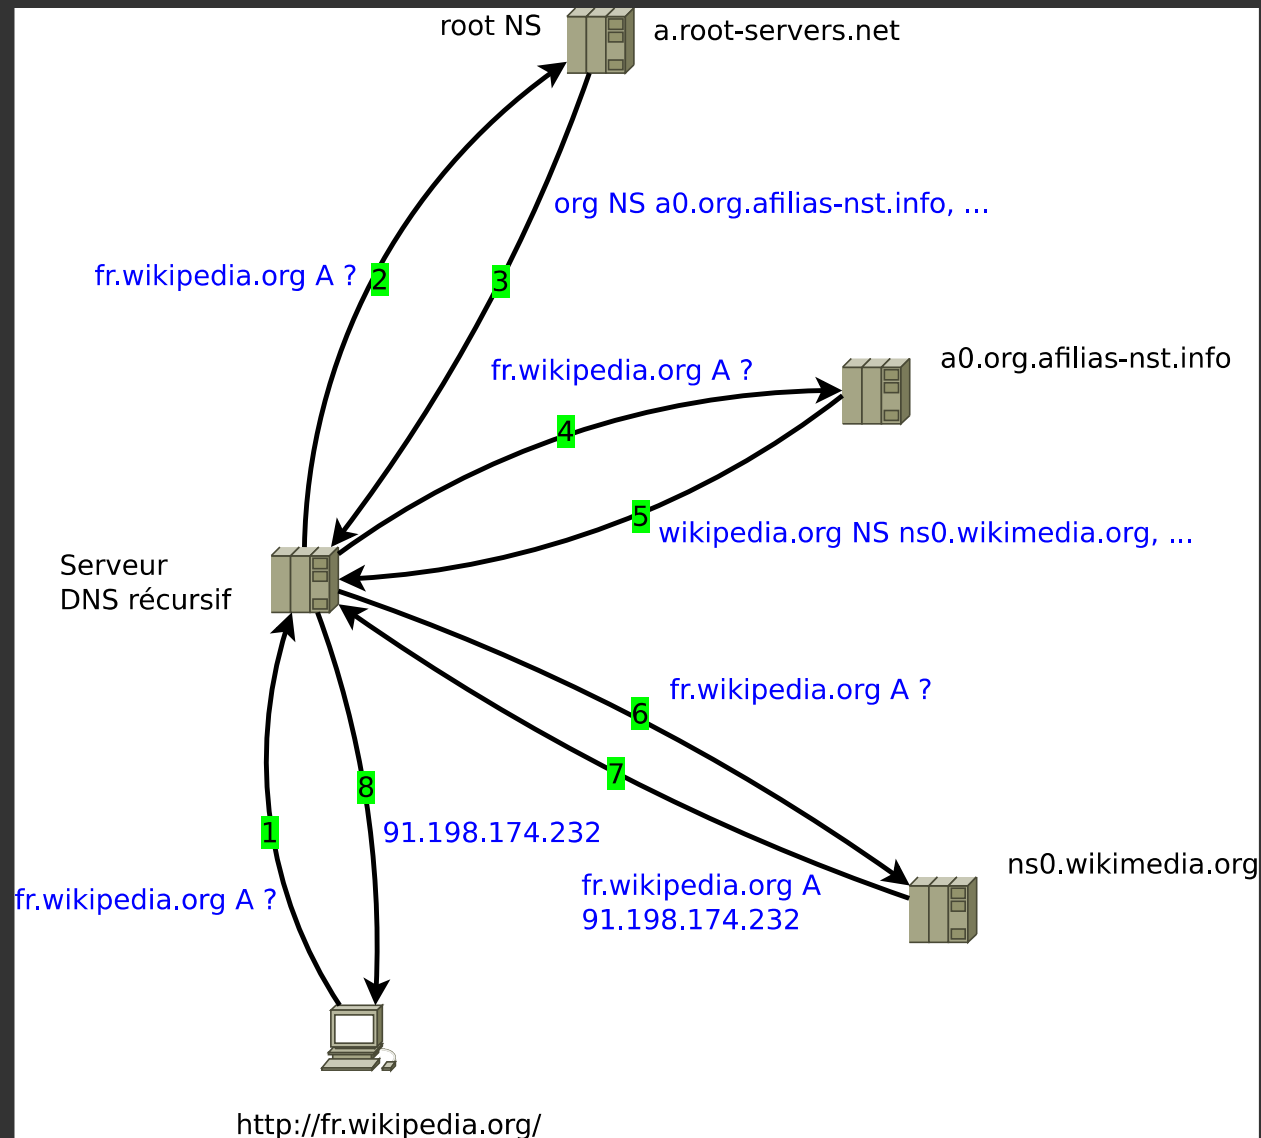 root NS
a.root-servers.net
org NS a0.org.afilias-nst.info, ...
fr.wikipedia.org A ?
2
3
a0.org.afilias-nst.info
fr.wikipedia.org A ?
4
5
wikipedia.org NS ns0.wikimedia.org, ...
Serveur
DNS récursif
fr.wikipedia.org A ?
6
7
8
1
91.198.174.232
ns0.wikimedia.org
fr.wikipedia.org A
91.198.174.232
fr.wikipedia.org A ?
http://fr.wikipedia.org/